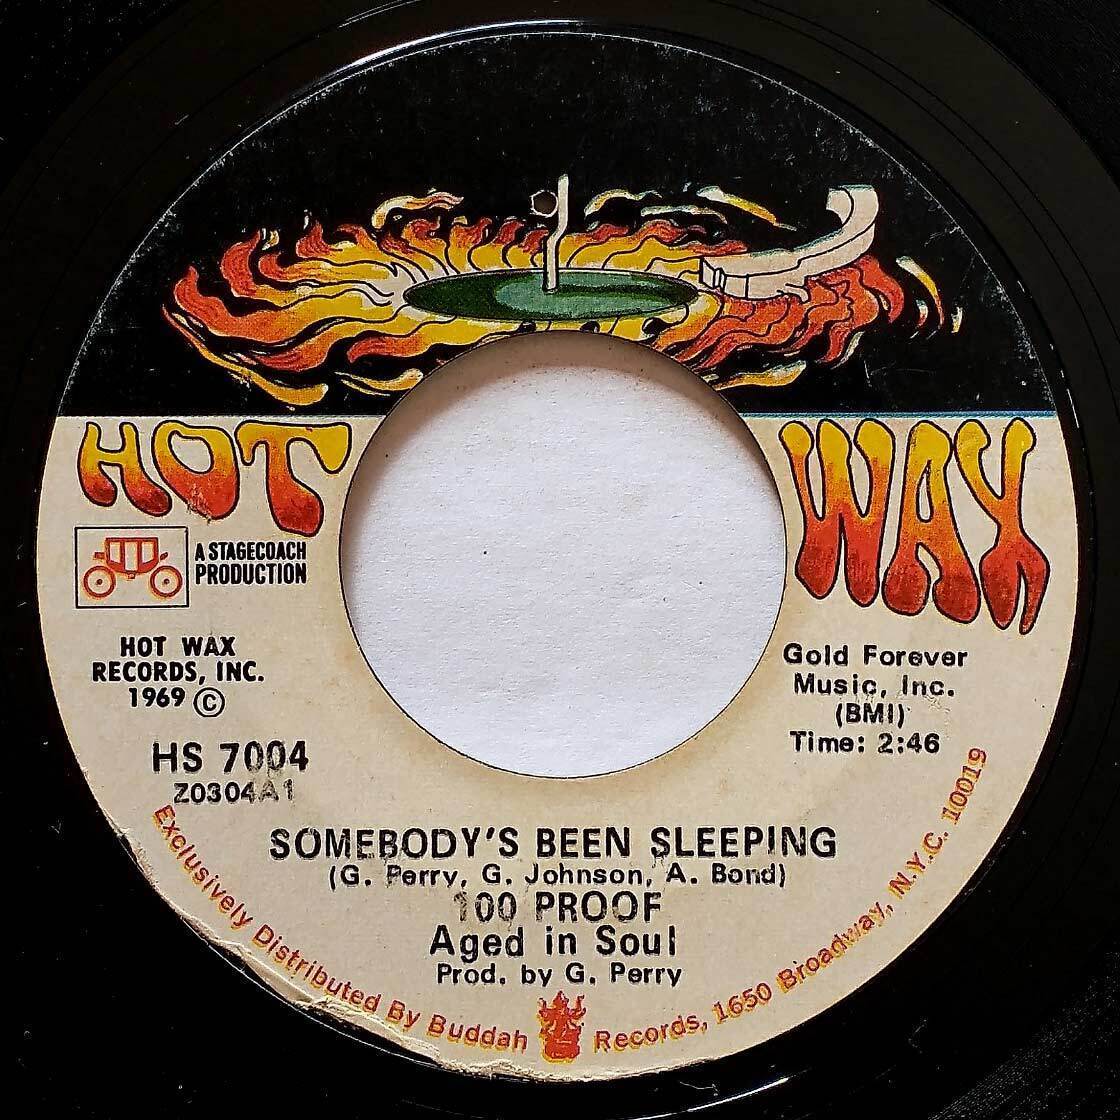 HOT WAX
A STAGECOACH
PRODUCTION
HOT WAX
RECORDS, INC.
1969 ©
HS 7004
Z0304A1
Gold Forever
Music, Inc.
(BMI)
Time: 2:46
SOMEBODY'S BEEN SLEEPING
(G. Perry, G. Johnson, A. Bond)
100 PROOF
Aged in Soul
Prod. by G. Perry
Exclusively Distributed By Buddah Records, 1650 Broadway, N.Y.C. 10019